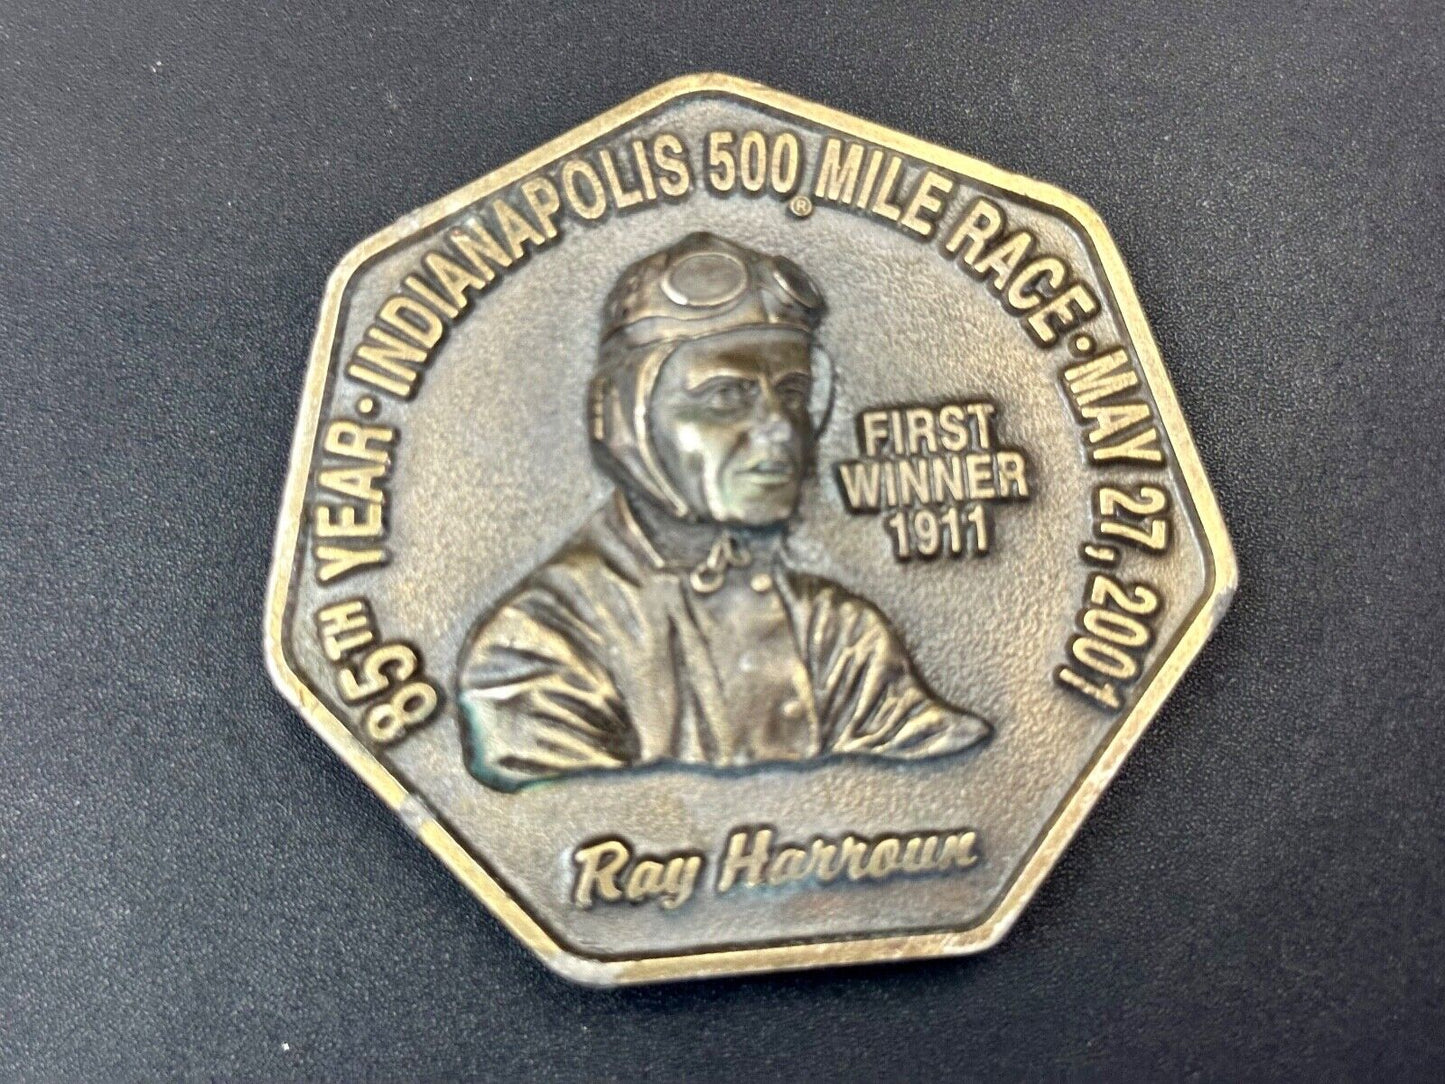 85TH YEAR · INDIANAPOLIS 500® MILE RACE · MAY 27, 2001
FIRST
WINNER
1911
Ray Harroun